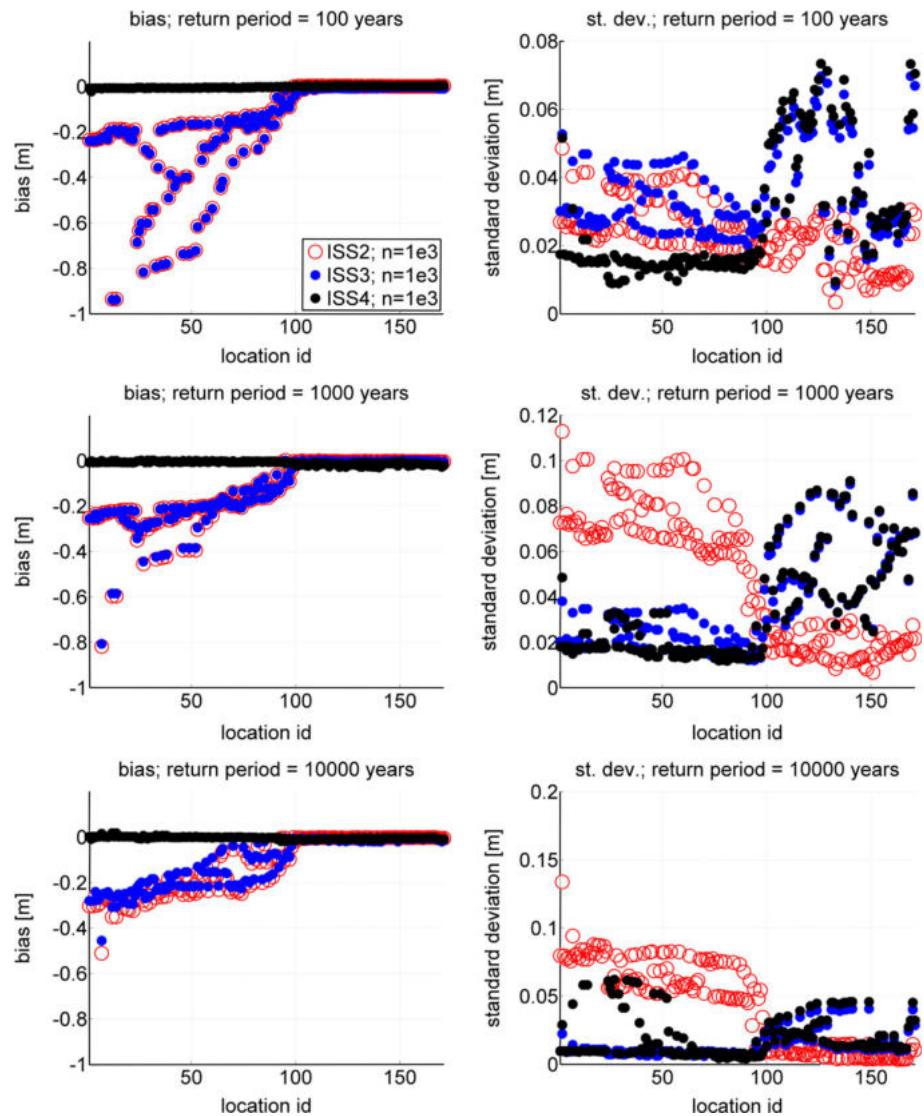 bias; return period = 100 years
0
-0.2
-0.4
-0.6
-0.8
-1
bias [m]
50
100
150
location id
ISS2; n=1e3
ISS3; n=1e3
ISS4; n=1e3
st. dev.; return period = 100 years
0.08
0.06
0.04
0.02
0
standard deviation [m]
50
100
150
location id
bias; return period = 1000 years
0
-0.2
-0.4
-0.6
-0.8
-1
bias [m]
50
100
150
location id
st. dev.; return period = 1000 years
0.12
0.1
0.08
0.06
0.04
0.02
0
standard deviation [m]
50
100
150
location id
bias; return period = 10000 years
0
-0.2
-0.4
-0.6
-0.8
-1
bias [m]
50
100
150
location id
st. dev.; return period = 10000 years
0.2
0.15
0.1
0.05
0
standard deviation [m]
50
100
150
location id